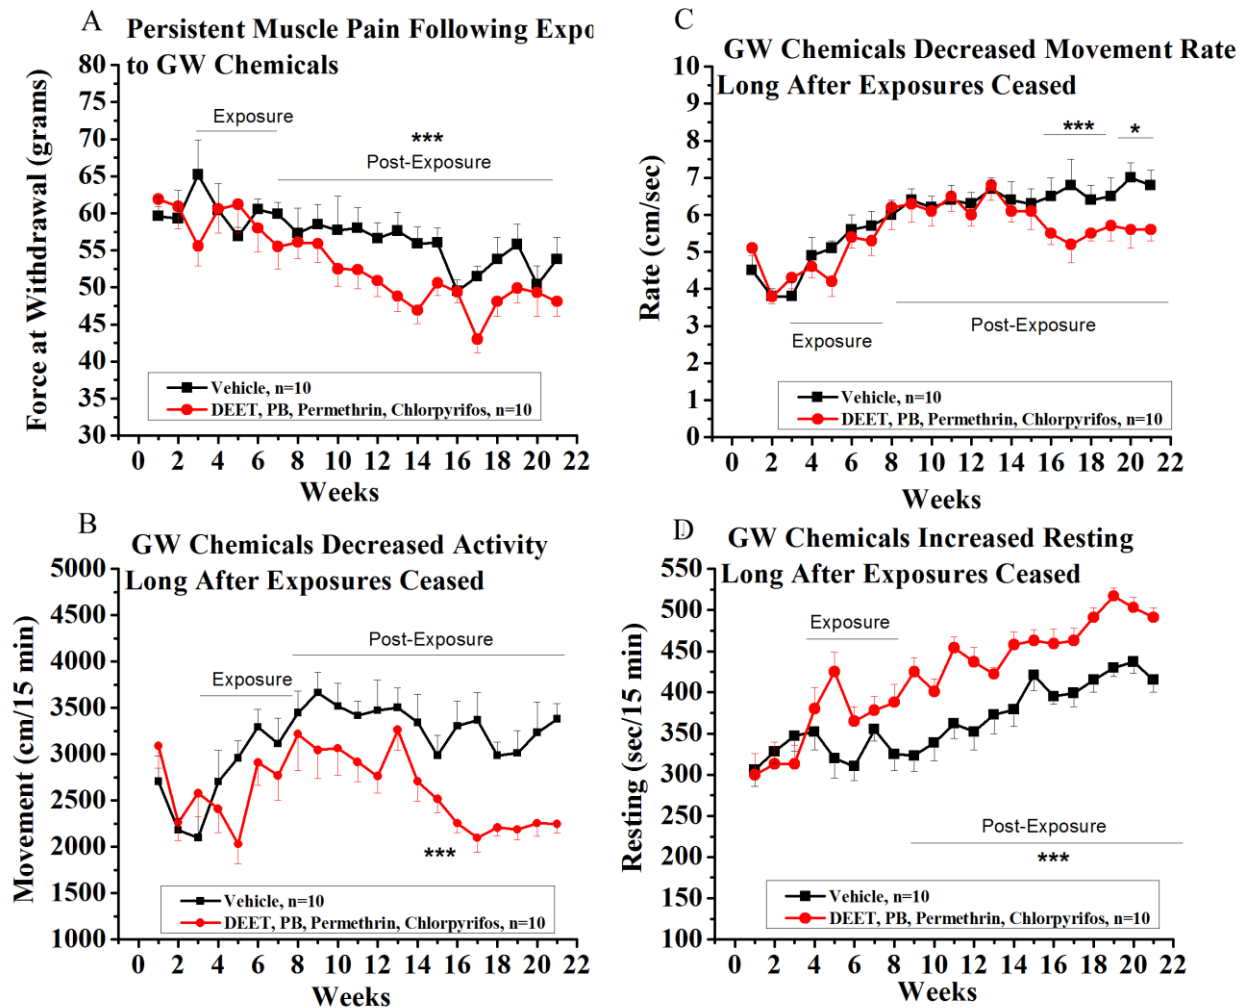 A
Persistent Muscle Pain Following Expo
to GW Chemicals
80
75
70
65
60
55
50
45
40
35
30
Force at Withdrawal (grams)
Exposure
***
Post-Exposure
Vehicle, n=10
DEET, PB, Permethrin, Chlorpyrifos, n=10
0 2 4 6 8 10 12 14 16 18 20 22
Weeks
C
GW Chemicals Decreased Movement Rate
Long After Exposures Ceased
10
9
8
7
6
5
4
3
2
1
0
Rate (cm/sec)
*** *
Exposure
Post-Exposure
Vehicle, n=10
DEET, PB, Permethrin, Chlorpyrifos, n=10
0 2 4 6 8 10 12 14 16 18 20 22
Weeks
B
GW Chemicals Decreased Activity
Long After Exposures Ceased
5000
4500
4000
3500
3000
2500
2000
1500
1000
Movement (cm/15 min)
Post-Exposure
Exposure
***
Vehicle, n=10
DEET, PB, Permethrin, Chlorpyrifos, n=10
0 2 4 6 8 10 12 14 16 18 20 22
Weeks
D
GW Chemicals Increased Resting
Long After Exposures Ceased
550
500
450
400
350
300
250
200
150
100
Resting (sec/15 min)
Exposure
Post-Exposure
***
Vehicle, n=10
DEET, PB, Permethrin, Chlorpyrifos, n=10
0 2 4 6 8 10 12 14 16 18 20 22
Weeks